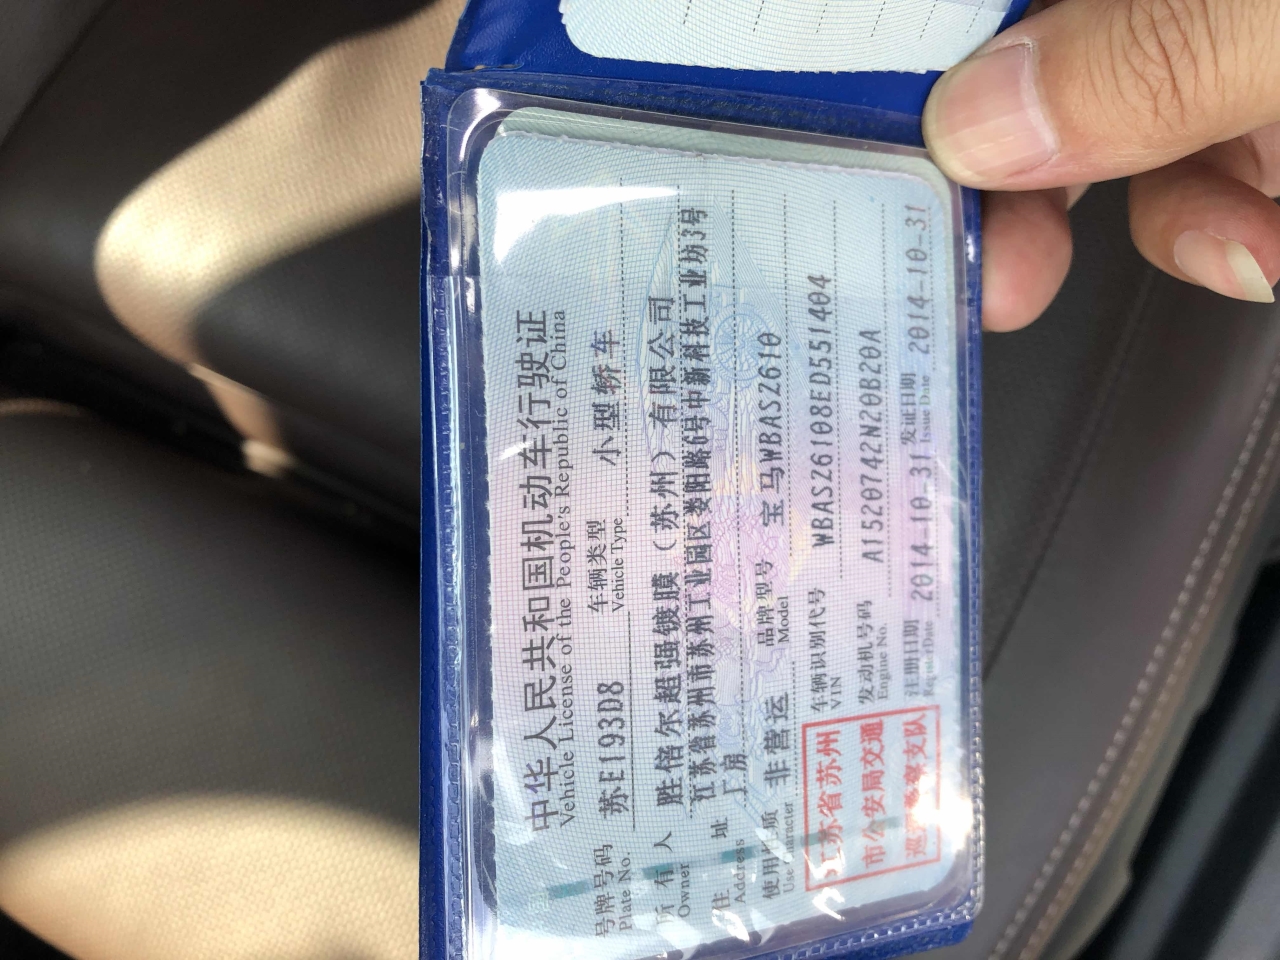 中华人民共和国机动车行驶证
Vehicle License of the People's Republic of China
号牌号码 苏E193D8 车辆类型 小型轿车
Plate No. Vehicle Type
所有人 胜倍尔超强镀膜（苏州）有限公司
Owner
住址 江苏省苏州市苏州工业园区娄阳路6号中新科技工业坊3号
Address 厂房
使用性质 非营运 品牌型号 宝马WBASZ610
Use Character Model
江苏省苏州 车辆识别代号 WBASZ6108ED551404
VIN
市公安局交通 发动机号码 A1520742N20B20A
Engine No.
巡逻警察支队 注册日期 2014-10-31 发证日期 2014-10-31
Register Date Issue Date